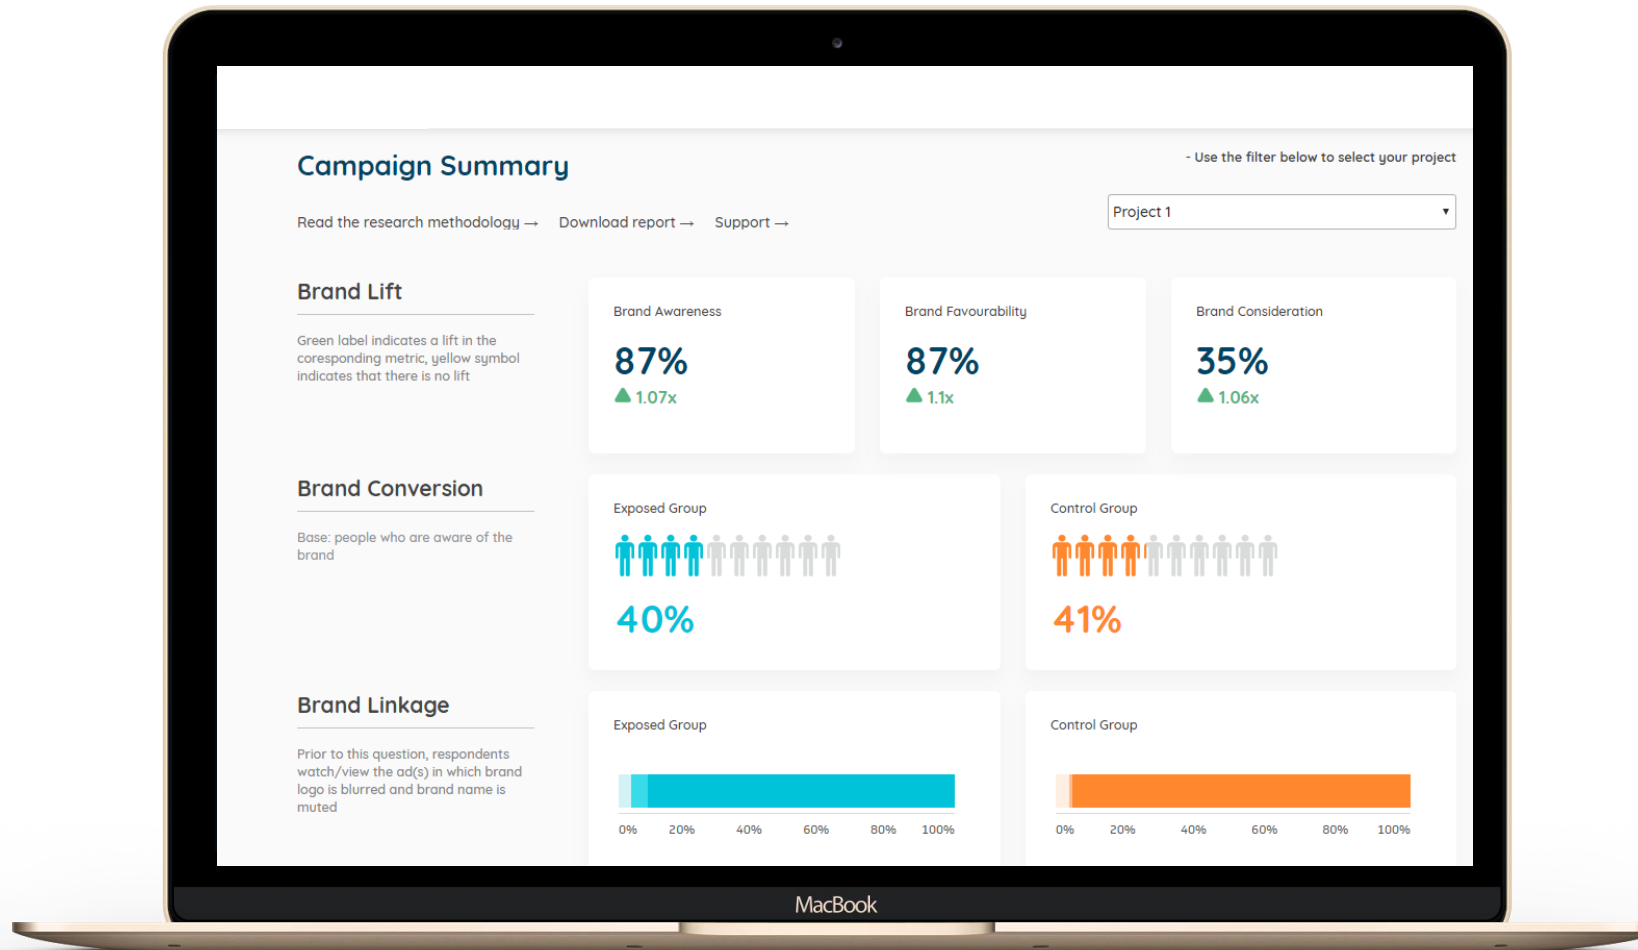 Campaign Summary
- Use the filter below to select your project
Project 1
Read the research methodology → Download report → Support →
Brand Lift
Green label indicates a lift in the
coresponding metric, yellow symbol
indicates that there is no lift
Brand Awareness
87%
1.07x
Brand Favourability
87%
1.1x
Brand Consideration
35%
1.06x
Brand Conversion
Base: people who are aware of the
brand
Exposed Group
40%
Control Group
41%
Brand Linkage
Prior to this question, respondents
watch/view the ad(s) in which brand
logo is blurred and brand name is
muted
Exposed Group
0% 20% 40% 60% 80% 100%
Control Group
0% 20% 40% 60% 80% 100%
MacBook